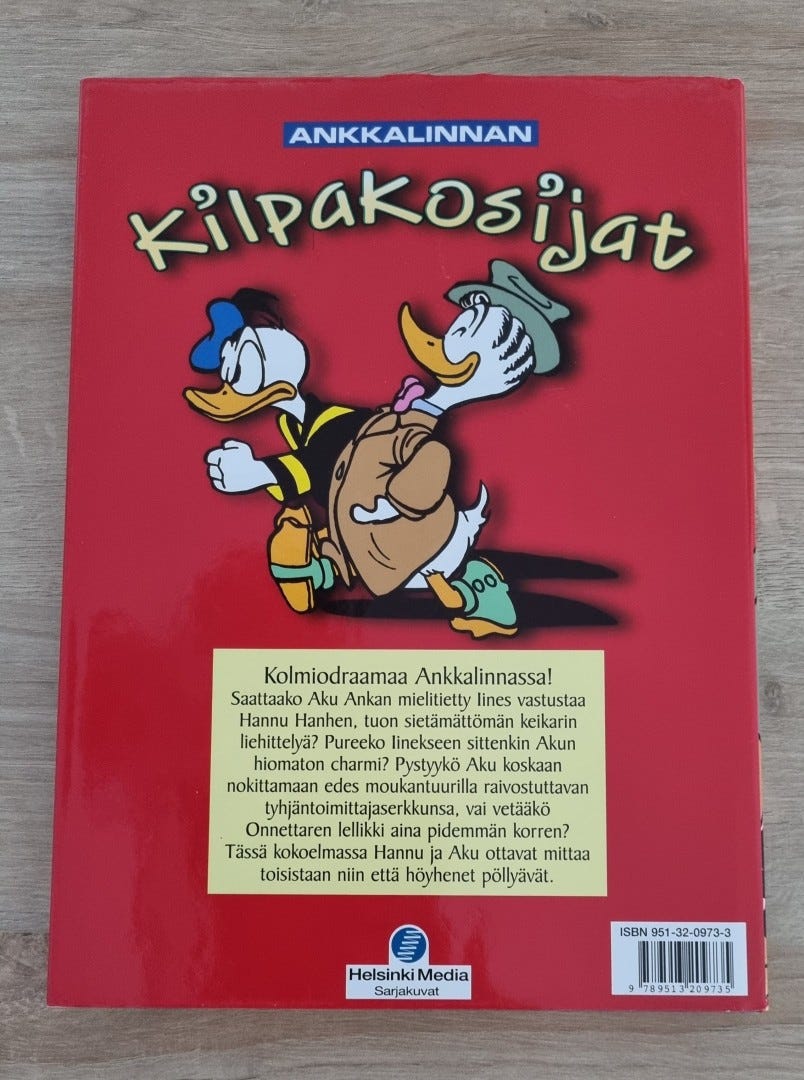 ANKKALINNAN
Kilpakosijat
Kolmiodraamaa Ankkalinnassa!
Saattaako Aku Ankan mielitietty Iines vastustaa
Hannu Hanhen, tuon sietämättömän keikarin
liehittelyä? Pureeko Iinekseen sittenkin Akun
hiomaton charmi? Pystyykö Aku koskaan
nokittamaan edes moukantuurilla raivostuttavan
tyhjäntoimittajaserkkunsa, vai vetääkö
Onnettaren lellikki aina pidemmän korren?
Tässä kokoelmassa Hannu ja Aku ottavat mittaa
toisistaan niin että höyhenet pöllyävät.
Helsinki Media
Sarjakuvat
ISBN 951-32-0973-3
9 789513 209735